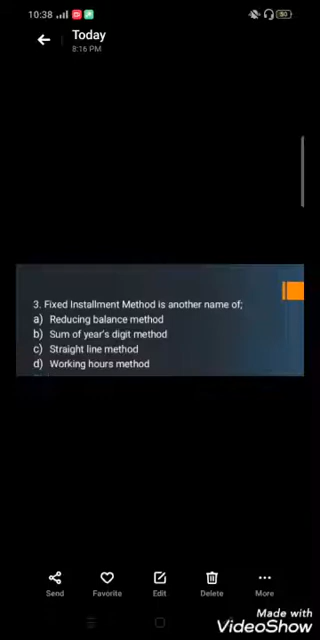 10:38
50
Today
8:16 PM
3. Fixed Installment Method is another name of;
a) Reducing balance method
b) Sum of year's digit method
c) Straight line method
d) Working hours method
Send Favorite Edit Delete More
Made with
VideoShow